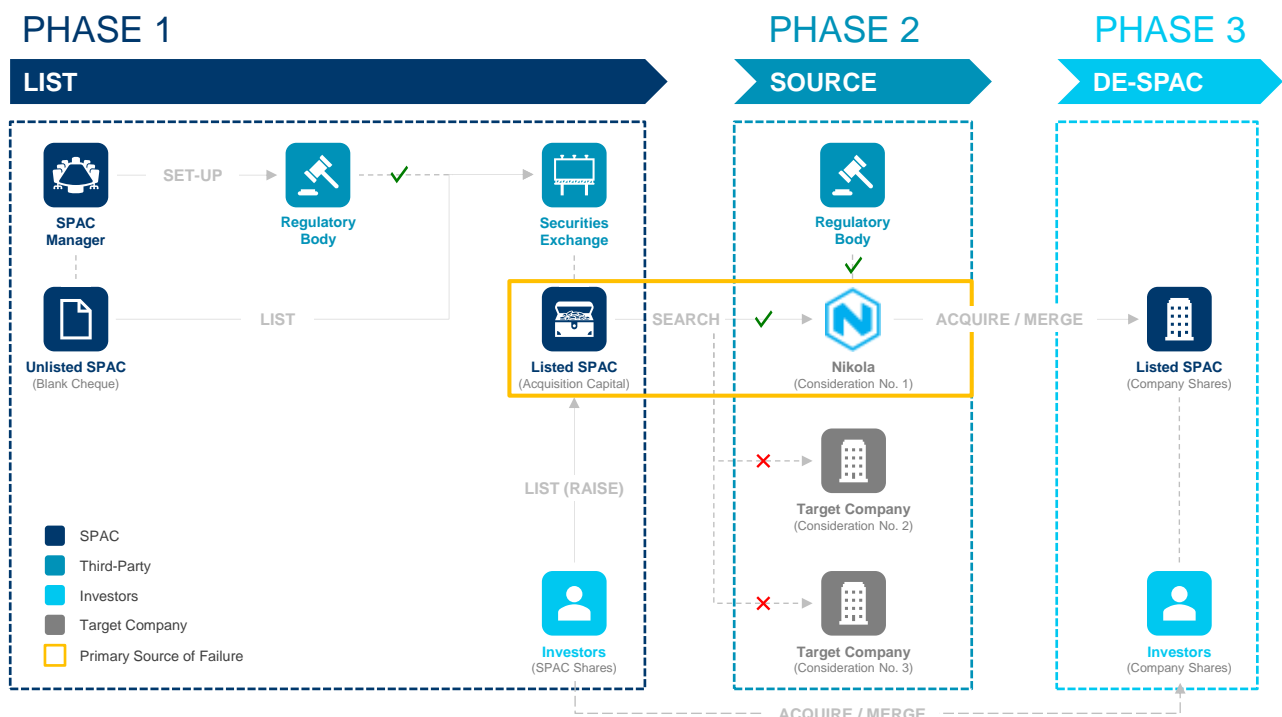 PHASE 1
PHASE 2
PHASE 3
LIST
SOURCE
DE-SPAC
SET-UP
SPAC
Manager
Regulatory
Body
Securities
Exchange
Regulatory
Body
LIST
SEARCH
ACQUIRE / MERGE
Unlisted SPAC
(Blank Cheque)
Listed SPAC
(Acquisition Capital)
Nikola
(Consideration No. 1)
Listed SPAC
(Company Shares)
LIST (RAISE)
Target Company
(Consideration No. 2)
SPAC
Third-Party
Investors
Target Company
Primary Source of Failure
Investors
(SPAC Shares)
Target Company
(Consideration No. 3)
Investors
(Company Shares)
ACQUIRE / MERGE